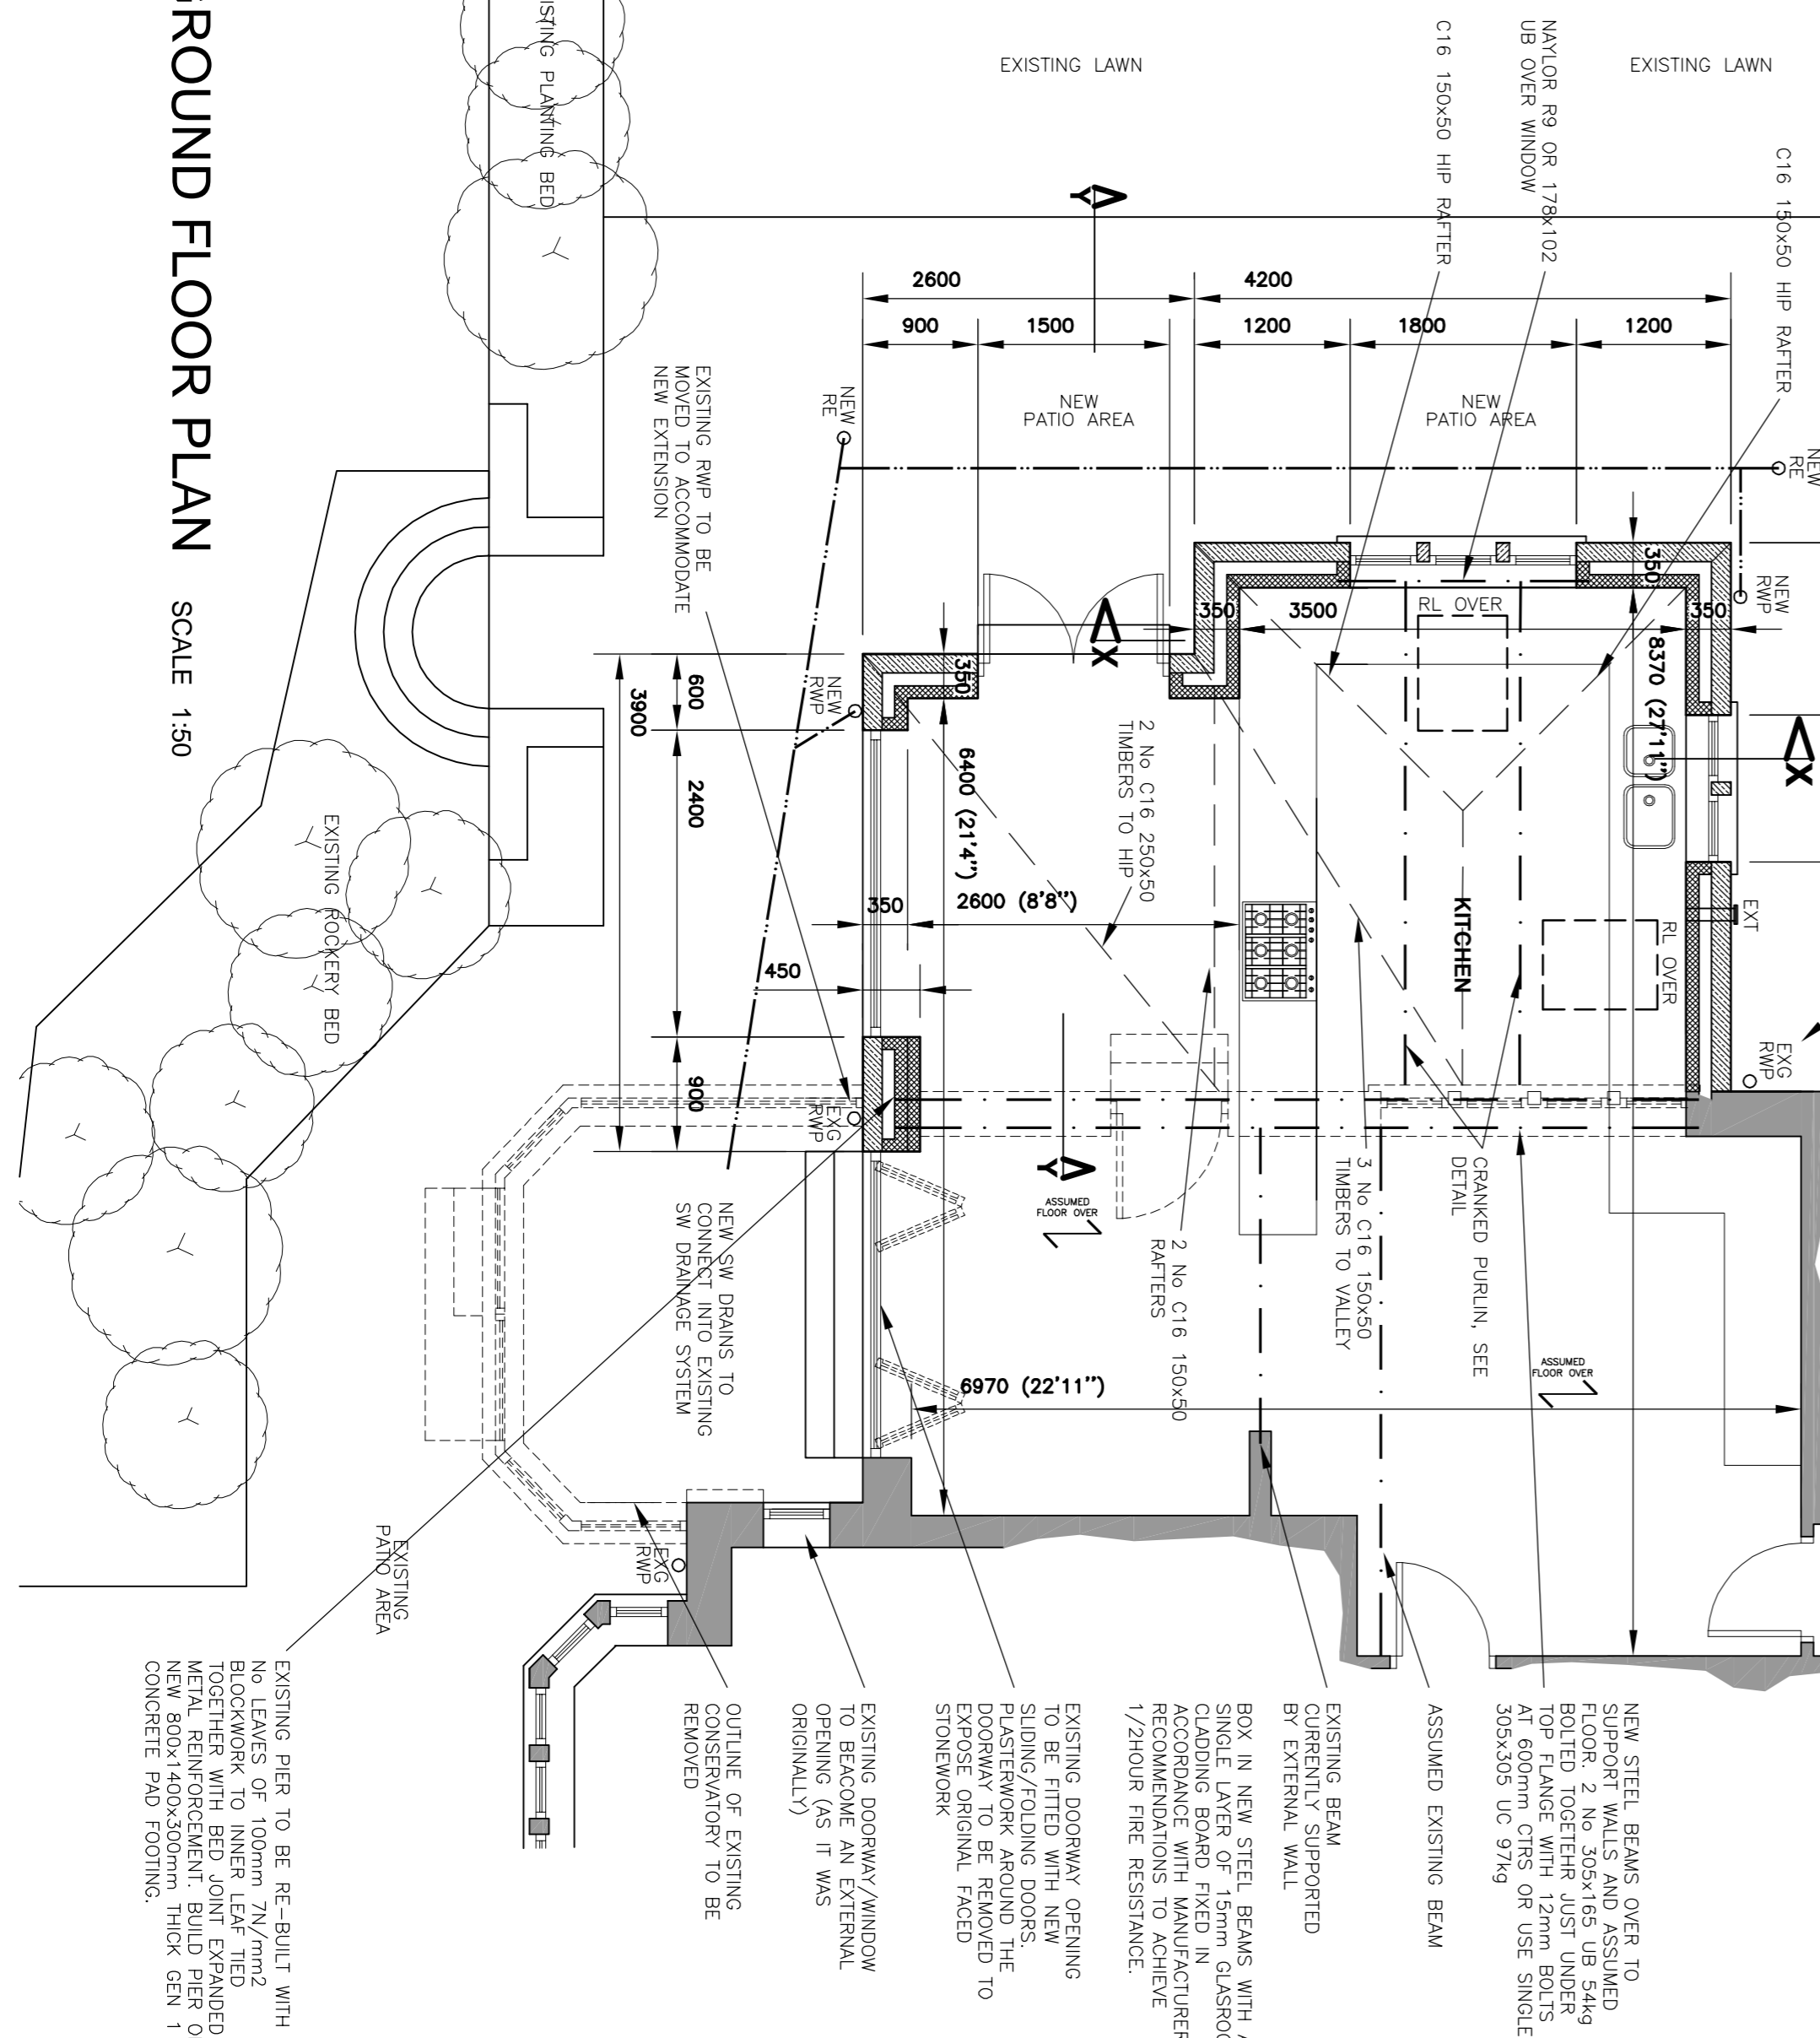 GROUND FLOOR PLAN
SCALE 1:50
EXISTING LAWN
EXISTING LAWN
NAYLOR R9 OR 178x102
UB OVER WINDOW
C16 150x50 HIP RAFTER
C16 150x50 HIP RAFTER
PLANTING BED
Y
2600
4200
900
1500
1200
1800
1200
NEW
PATIO AREA
NEW
PATIO AREA
NEW
RE
NEW
RE
NEW
RWP
NEW
RWP
EXISTING RWP TO BE
MOVED TO ACCOMMODATE
NEW EXTENSION
350
3500
350
350
RL OVER
8370 (27'11")
X
X
350
600
3900
2400
900
6400 (21'4")
350
2600 (8'8")
450
2 No C16 250x50
TIMBERS TO HIP
KITCHEN
RL OVER
EXT
EXG
RWP
EXG
RWP
EXISTING ROCKERY BED
Y
ASSUMED
FLOOR OVER
ASSUMED
FLOOR OVER
CRANKED PURLIN, SEE
DETAIL
3 No C16 150x50
TIMBERS TO VALLEY
2 No C16 150x50
RAFTERS
NEW SW DRAINS TO
CONNECT INTO EXISTING
SW DRAINAGE SYSTEM
6970 (22'11")
EXG
RWP
EXISTING
PATIO AREA
NEW STEEL BEAMS OVER TO
SUPPORT WALLS AND ASSUMED
FLOOR. 2 No 305x165 UB 54kg
BOLTED TOGETEHR JUST UNDER
TOP FLANGE WITH 12mm BOLTS
AT 600mm CTRS OR USE SINGLE
305x305 UC 97kg
ASSUMED EXISTING BEAM
EXISTING BEAM
CURRENTLY SUPPORTED
BY EXTERNAL WALL
BOX IN NEW STEEL BEAMS WITH A
SINGLE LAYER OF 15mm
CLADDING BOARD FIXED IN
ACCORDANCE WITH MANUFACTURER
RECOMMENDATIONS TO ACHIEVE
1/2HOUR FIRE RESISTANCE.
EXISTING DOORWAY OPENING
TO BE FITTED WITH NEW
SLIDING/FOLDING DOORS.
PLASTERWORK AROUND THE
DOORWAY TO BE REMOVED TO
EXPOSE ORIGINAL FACED
STONEWORK
EXISTING DOORWAY/WINDOW
TO BEACOME AN EXTERNAL
OPENING (AS IT WAS
ORIGINALLY)
OUTLINE OF EXISTING
CONSERVATORY TO BE
REMOVED
EXISTING PIER TO BE RE-BUILT WITH
No LEAVES OF 100mm 7N/mm2
BLOCKWORK TO INNER LEAF TIED
TOGETHER WITH BED JOINT EXPANDED
METAL REINFORCEMENT. BUILD PIER
NEW 800x1400x300mm THICK GEN 1
CONCRETE PAD FOOTING.